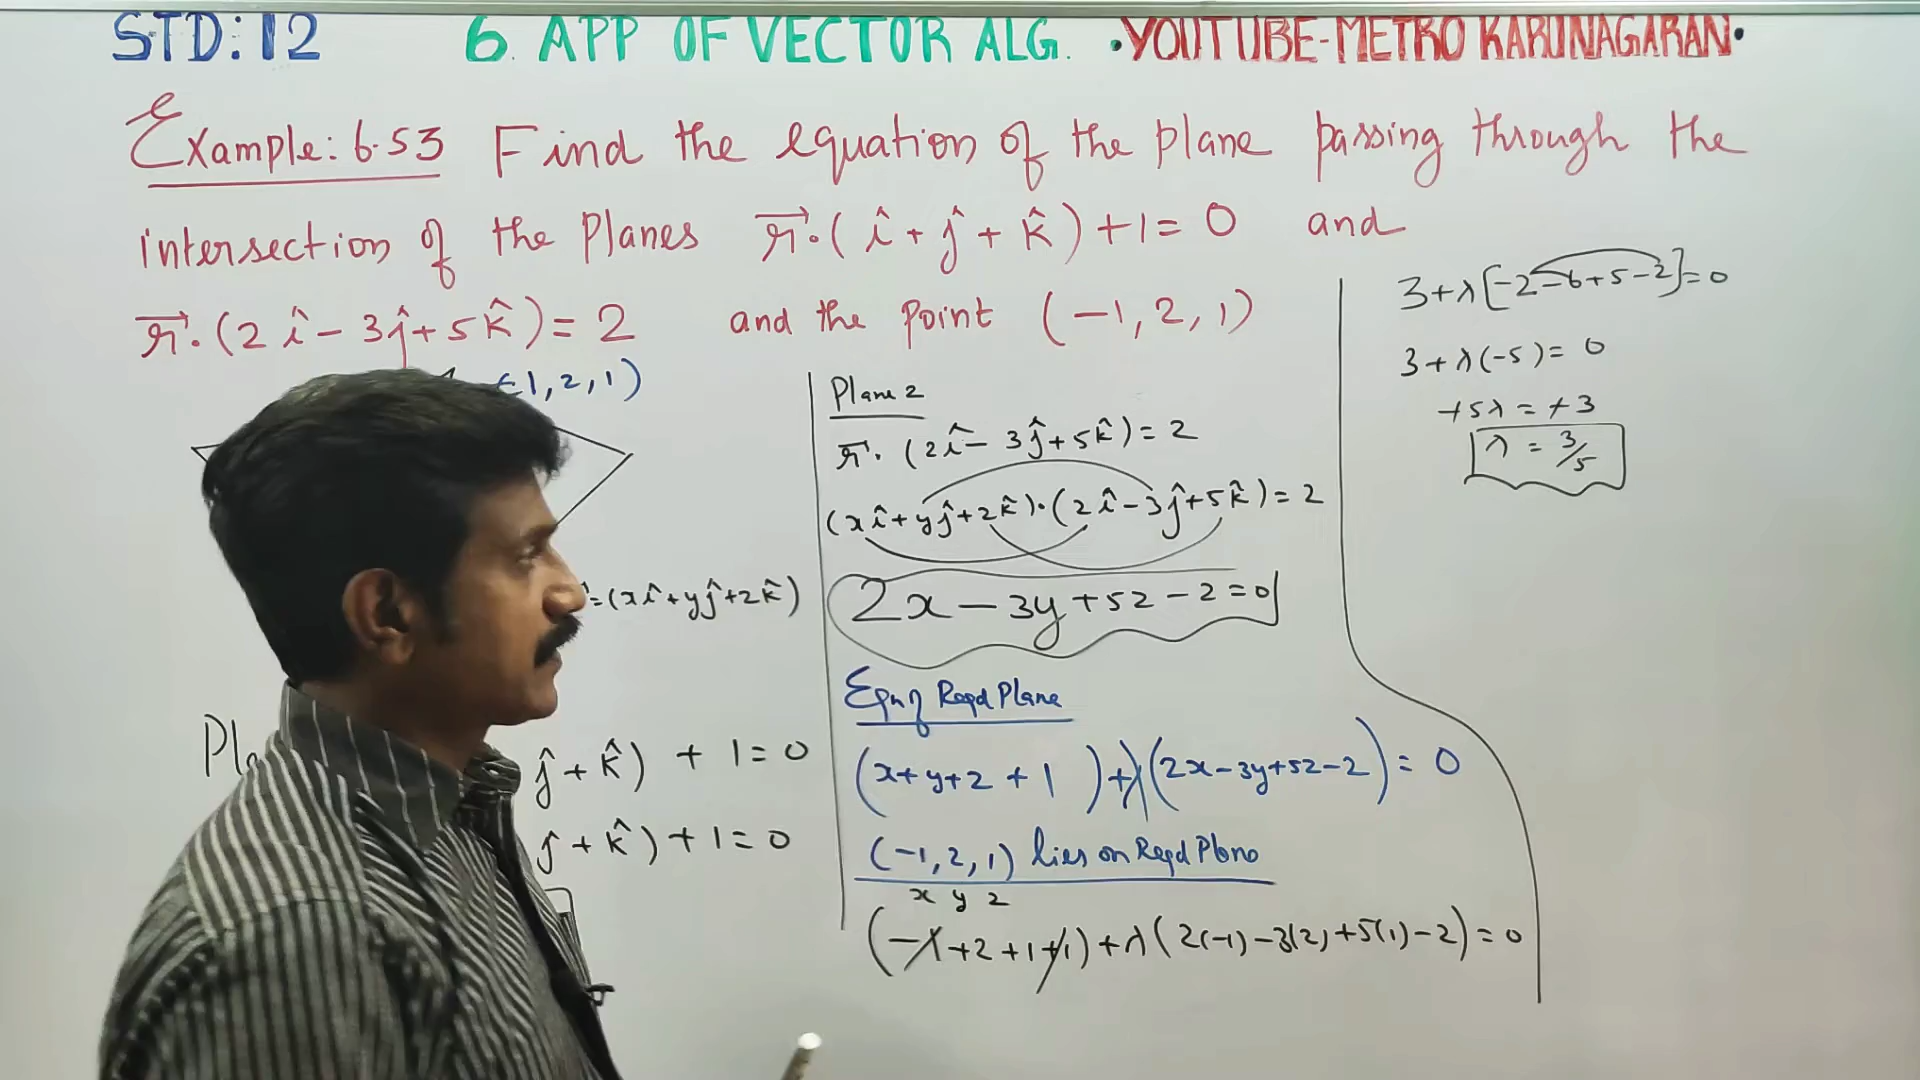 STD: 12 6. APP OF VECTOR ALG. •YOUTUBE-METRO KARUNAGARAN•
Example: 6.53 Find the equation of the plane passing through the
intersection of the Planes r⃗.(î + ĵ + k̂) + 1 = 0 and
r⃗.(2î - 3ĵ + 5k̂) = 2 and the Point (-1, 2, 1)
1, 2, 1)
=(xî+yĵ+zk̂)
ĵ + k̂) + 1 = 0
ĵ + k̂) + 1 = 0
Plane 2
r⃗. (2î - 3ĵ + 5k̂) = 2
(xî + yĵ + zk̂).(2î - 3ĵ + 5k̂) = 2
2x - 3y + 5z - 2 = 0
Eqn of Reqd Plane
(x + y + z + 1) + λ(2x - 3y + 5z - 2) = 0
(-1, 2, 1) lies on Reqd Plane
x y z
(-1 + 2 + 1 + 1) + λ(2(-1) - 3(2) + 5(1) - 2) = 0
3 + λ[-2 - 6 + 5 - 2] = 0
3 + λ(-5) = 0
+5λ = +3
λ = 3/5